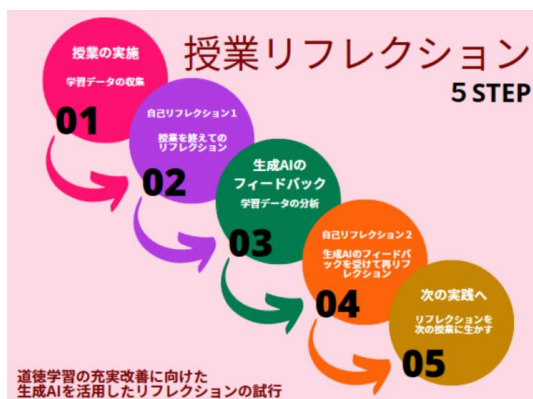 授業リフレクション
5 STEP
授業の実施
学習データの収集
01
自己リフレクション1
授業を終えての
リフレクション
02
生成AIの
フィードバック
学習データの分析
03
自己リフレクション2
生成AIのフィードバ
ックを受けて再リフ
レクション
04
次の実践へ
リフレクションを
次の授業に生かす
05
道徳学習の充実改善に向けた
生成AIを活用したリフレクションの試行